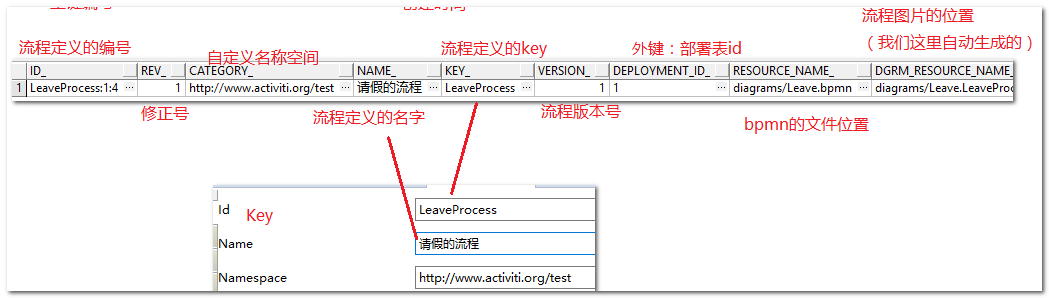 流程图片的位置
（我们这里自动生成的）
流程定义的编号
自定义名称空间
流程定义的key
外键：部署表id
ID_ REV_ CATEGORY_ NAME_ KEY_ VERSION_ DEPLOYMENT_ID_ RESOURCE_NAME_ DGRM_RESOURCE_NAME_
1 LeaveProcess:1:4 ··· 1 http://www.activiti.org/test ··· 请假的流程 ··· LeaveProcess ··· 1 1 ··· diagrams/Leave.bpmn ··· diagrams/Leave.LeaveProc
修正号
流程定义的名字
流程版本号
bpmn的文件位置
Id LeaveProcess
Key
Name 请假的流程
Namespace http://www.activiti.org/test